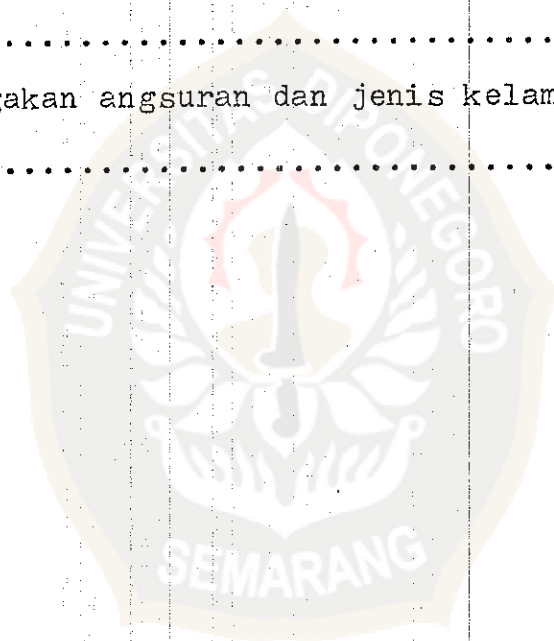 ............................
gakan angsuran dan jenis kelam
............................
UNIVERSITAS DIPONEGORO
SEMARANG